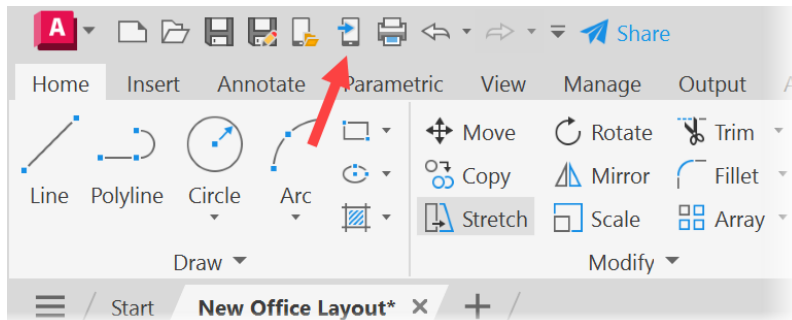 A Share
Home Insert Annotate Parametric View Manage Output
Move Rotate Trim
Copy Mirror Fillet
Line Polyline Circle Arc
Stretch Scale Array
Draw Modify
Start New Office Layout*